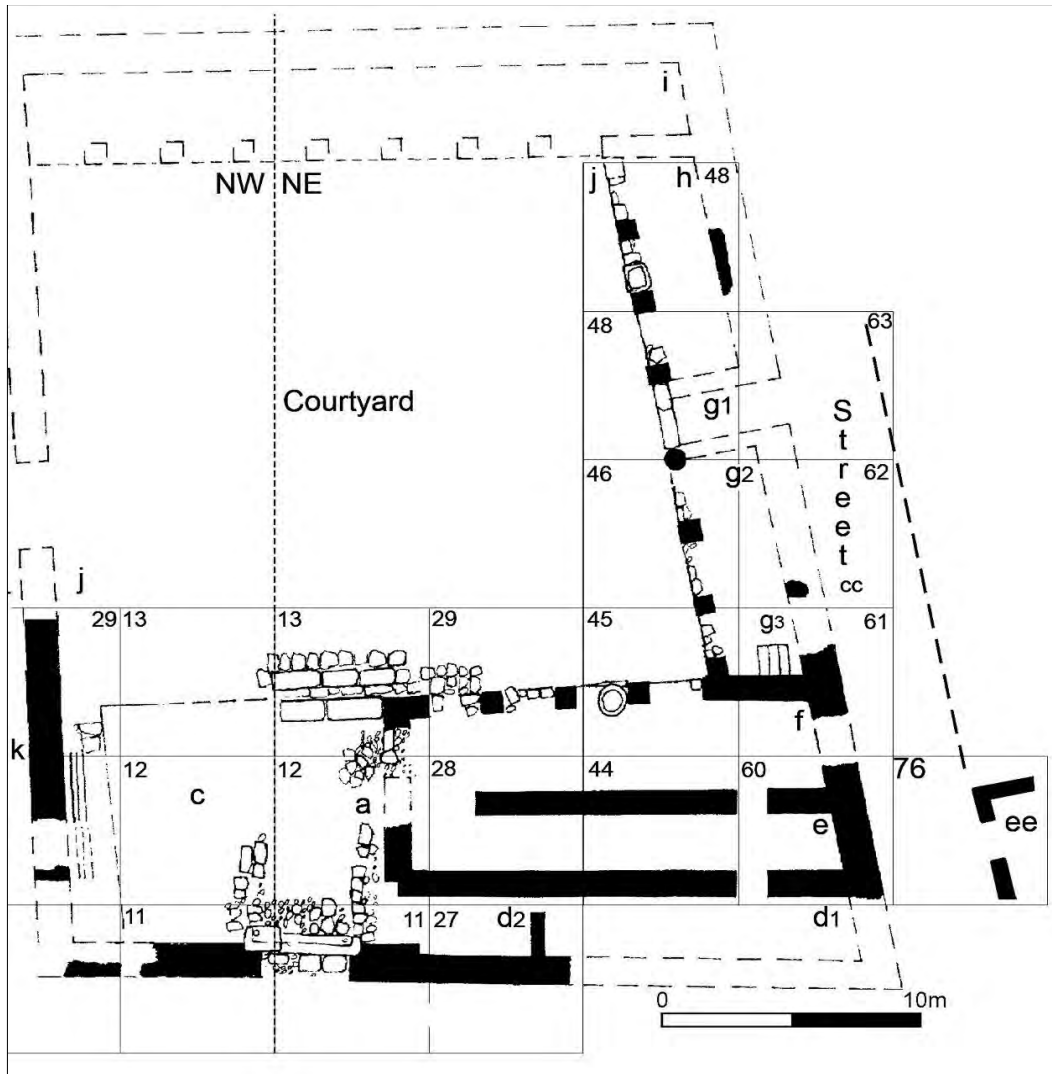 i
NW NE
j h 48
48 63
Courtyard
g1
Street
46 g2 62
cc
j
29 13 13 29 45 g3 61
k f
12 12 28 44 60 76
c a e ee
11 11 27 d2 d1
0 10m